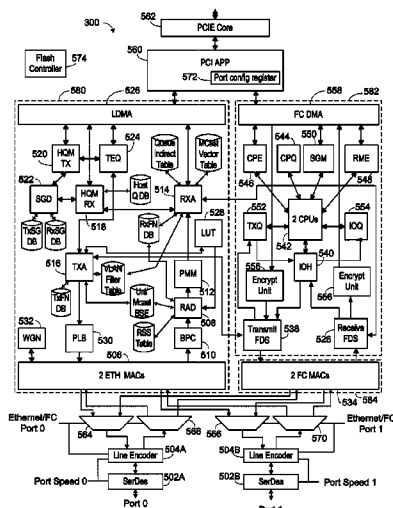 300
562
PCIE Core
560
Flash
Controller
574
PCI APP
572
Port config register
580
526
LDMA
558
582
FC DMA
520
HQM
TX
TEQ
524
522
SGD
HQM
RX
518
Host
Q DB
Queue
Indirect
Table
Mcast
Vector
Table
514
RXA
528
TxSG
DB
RxSG
DB
RxFN
DB
LUT
516
TXA
VLAN
Filter
Table
PMM
512
TxFN
DB
Uni/
Mcast
BSE
RAD
508
RSS
Table
532
WGN
PLB
530
BPC
510
506
2 ETH MACs
544
550
CPE
CPQ
SGM
RME
546
548
552
TXQ
2 CPUs
542
554
IOQ
540
IOH
555
Encrypt
Unit
Encrypt
Unit
556
Transmit
FDS
538
Receive
FDS
526
2 FC MACs
534
584
Ethernet/FC
Port 0
564
568
566
570
Ethernet/FC
Port 1
504A
Line Encoder
504B
Line Encoder
Port Speed 0
502A
SerDes
502B
SerDes
Port Speed 1
Port 0